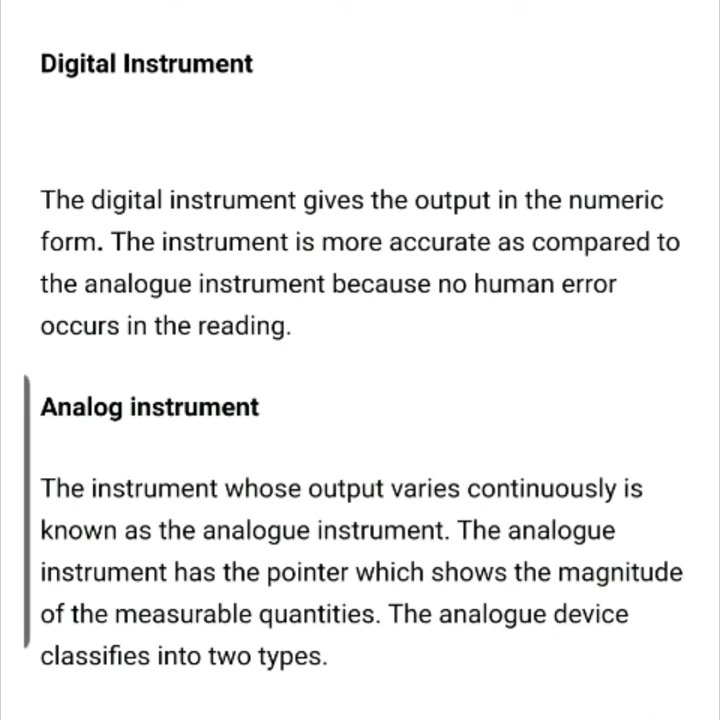 Digital Instrument
The digital instrument gives the output in the numeric
form. The instrument is more accurate as compared to
the analogue instrument because no human error
occurs in the reading.
Analog instrument
The instrument whose output varies continuously is
known as the analogue instrument. The analogue
instrument has the pointer which shows the magnitude
of the measurable quantities. The analogue device
classifies into two types.